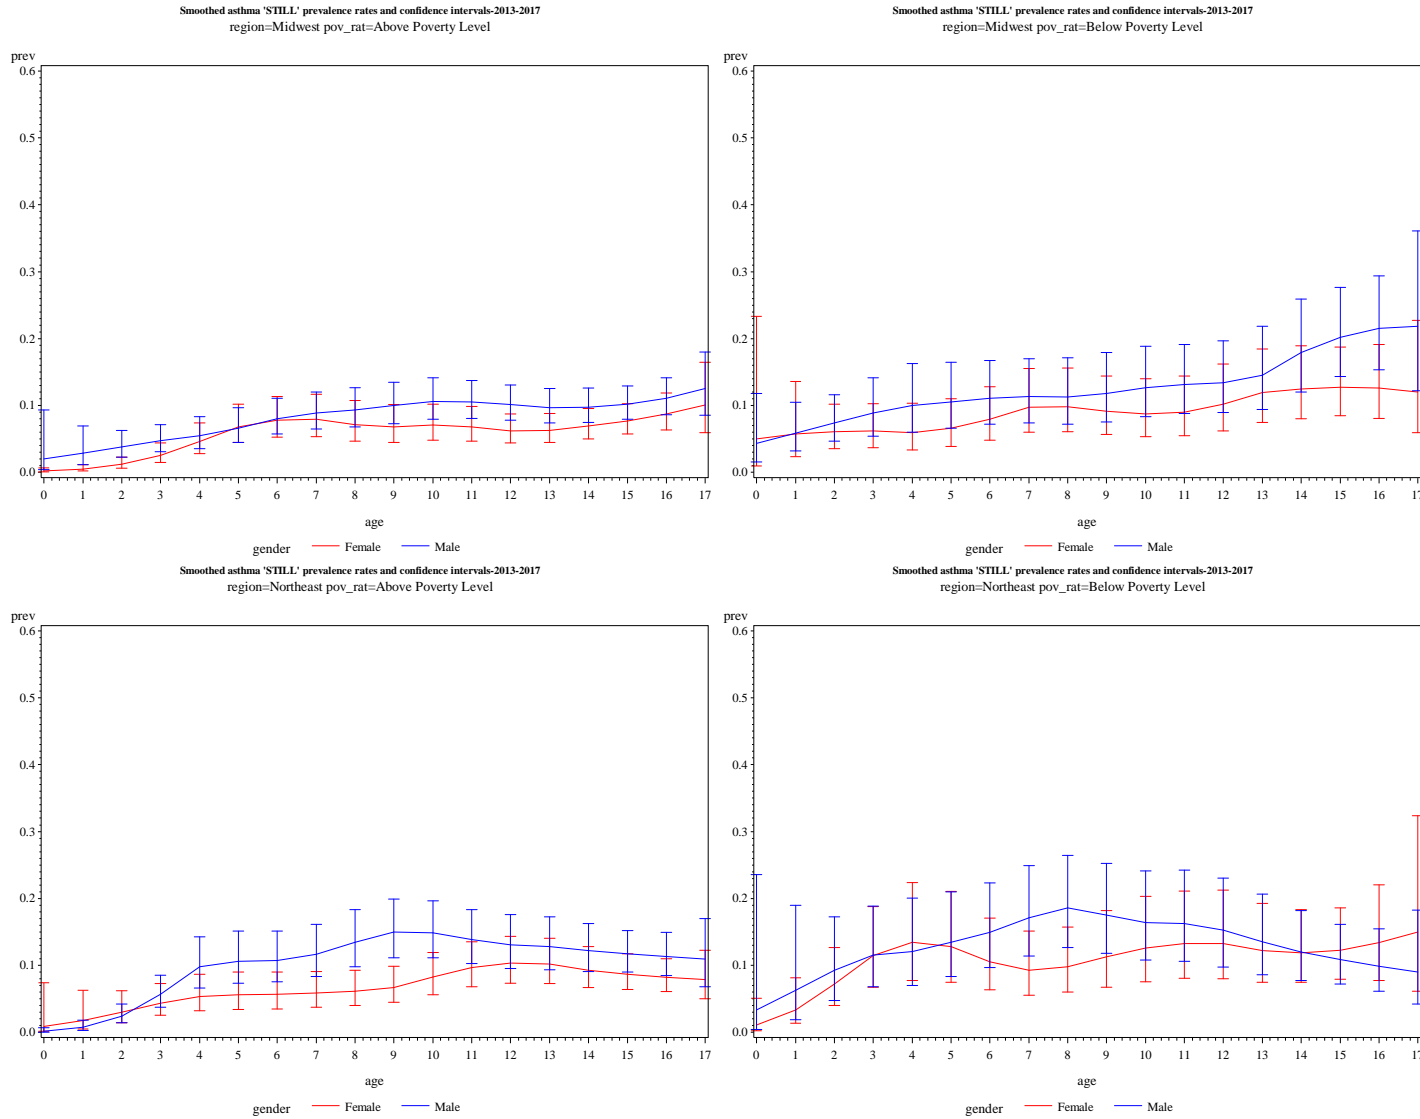 Smoothed asthma 'STILL' prevalence rates and confidence intervals-2013-2017
region=Midwest pov_rat=Above Poverty Level
prev
0.6
0.5
0.4
0.3
0.2
0.1
0.0
0 1 2 3 4 5 6 7 8 9 10 11 12 13 14 15 16 17
age
gender Female Male
Smoothed asthma 'STILL' prevalence rates and confidence intervals-2013-2017
region=Midwest pov_rat=Below Poverty Level
prev
0.6
0.5
0.4
0.3
0.2
0.1
0.0
0 1 2 3 4 5 6 7 8 9 10 11 12 13 14 15 16 17
age
gender Female Male
Smoothed asthma 'STILL' prevalence rates and confidence intervals-2013-2017
region=Northeast pov_rat=Above Poverty Level
prev
0.6
0.5
0.4
0.3
0.2
0.1
0.0
0 1 2 3 4 5 6 7 8 9 10 11 12 13 14 15 16 17
age
gender Female Male
Smoothed asthma 'STILL' prevalence rates and confidence intervals-2013-2017
region=Northeast pov_rat=Below Poverty Level
prev
0.6
0.5
0.4
0.3
0.2
0.1
0.0
0 1 2 3 4 5 6 7 8 9 10 11 12 13 14 15 16 17
age
gender Female Male